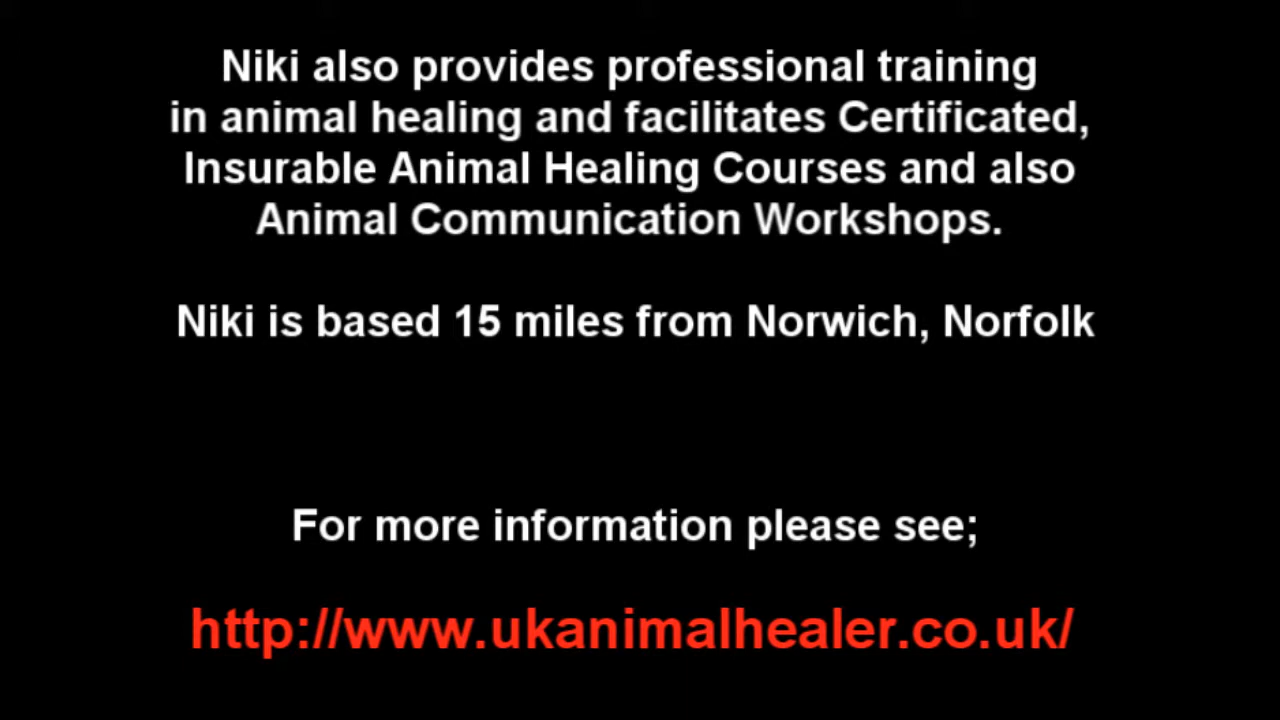 Niki also provides professional training
in animal healing and facilitates Certificated,
Insurable Animal Healing Courses and also
Animal Communication Workshops.
Niki is based 15 miles from Norwich, Norfolk
For more information please see;
http://www.ukanimalhealer.co.uk/